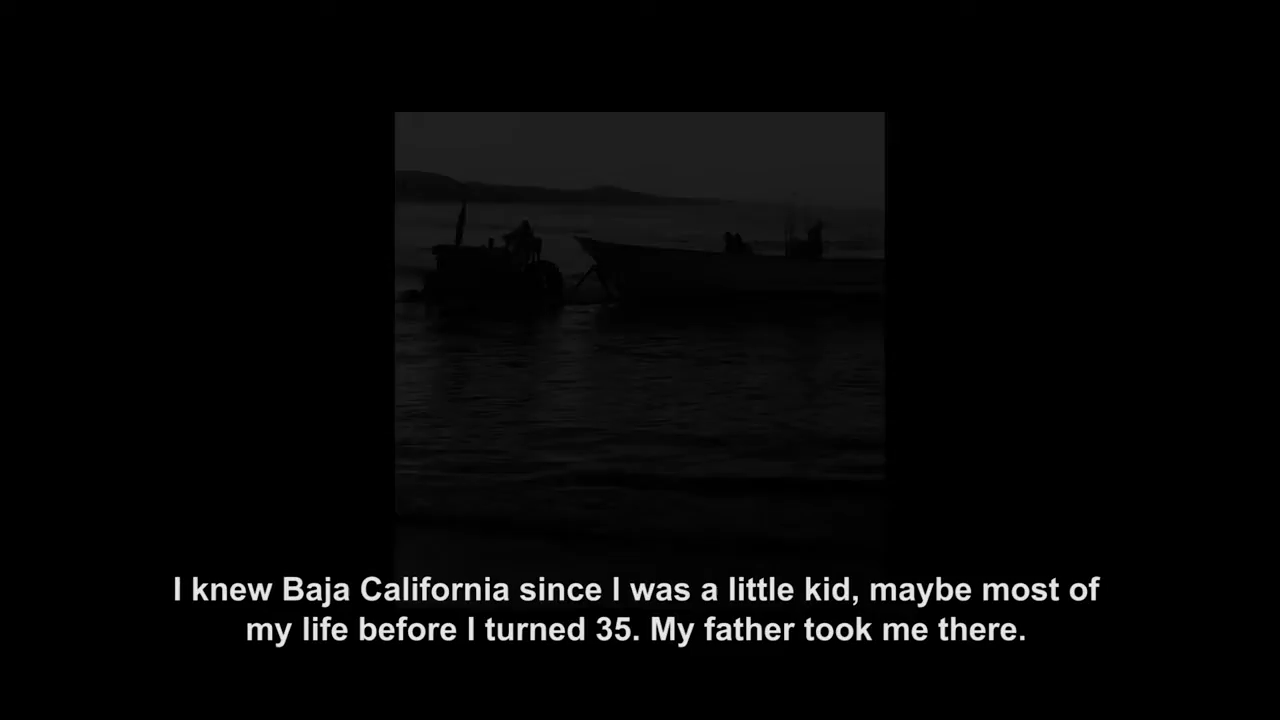 I knew Baja California since I was a little kid, maybe most of
my life before I turned 35. My father took me there.